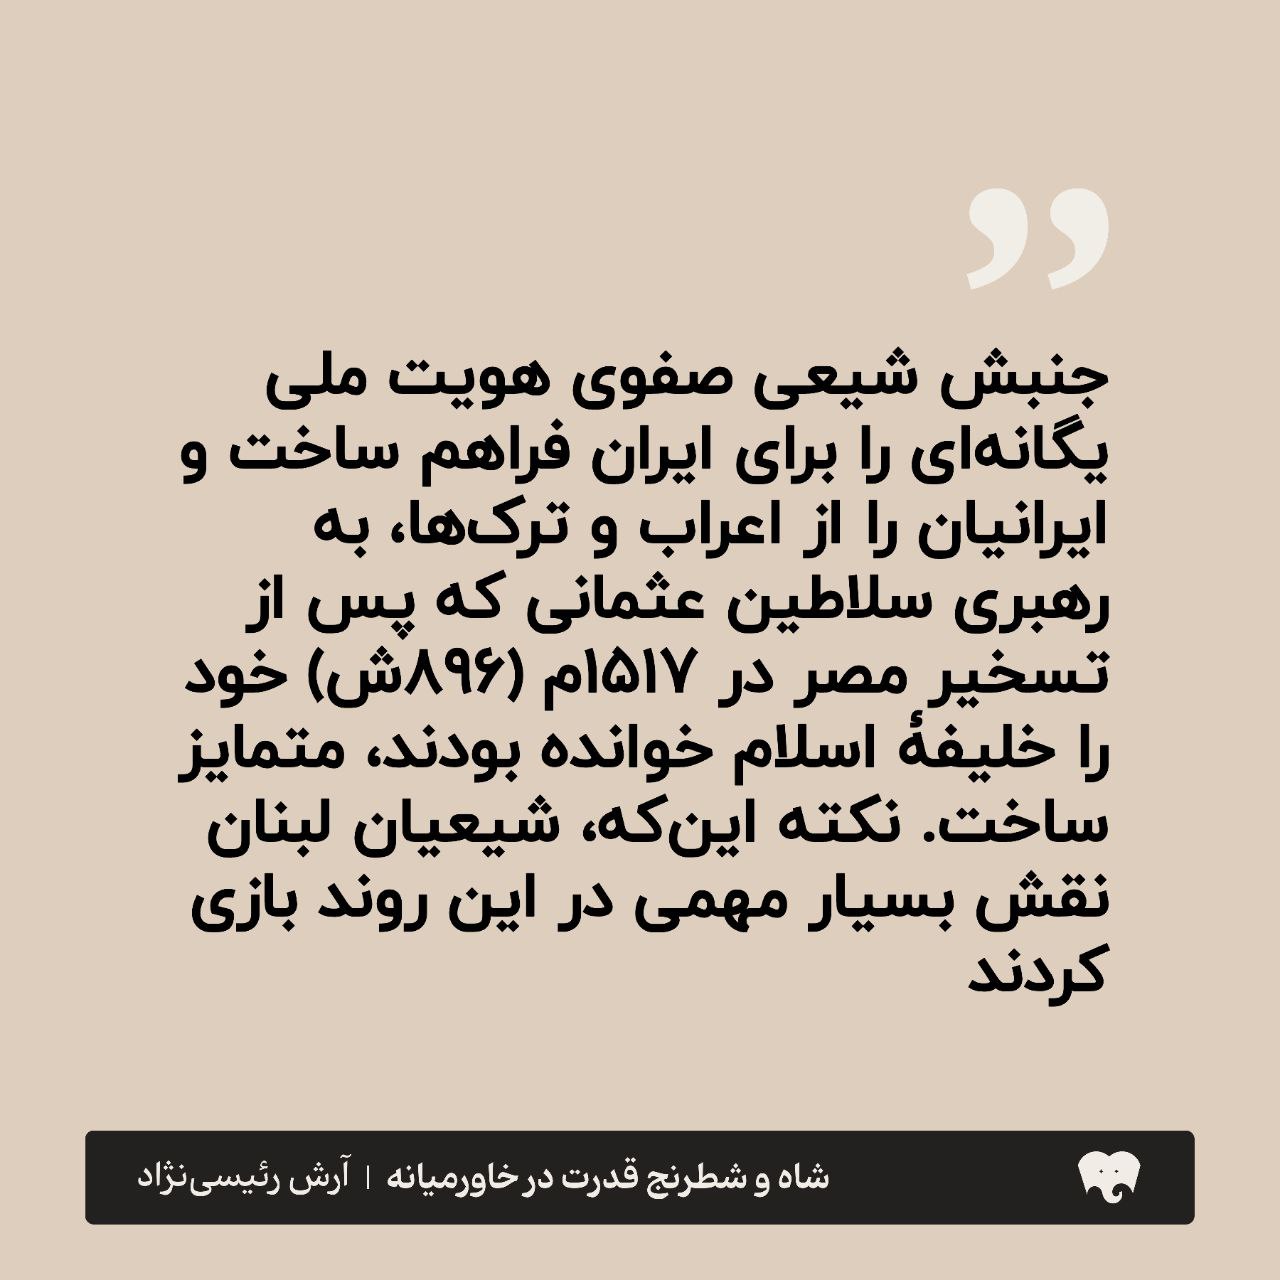 ”
جنبش شیعی صفوی هویت ملی
یگانه‌ای را برای ایران فراهم ساخت و
ایرانیان را از اعراب و ترک‌ها، به
رهبری سلاطین عثمانی که پس از
تسخیر مصر در ۱۵۱۷م (۸۹۶ش) خود
را خلیفهٔ اسلام خوانده بودند، متمایز
ساخت. نکته این‌که، شیعیان لبنان
نقش بسیار مهمی در این روند بازی
کردند
شاه و شطرنج قدرت در خاورمیانه | آرش رئیسی‌نژاد